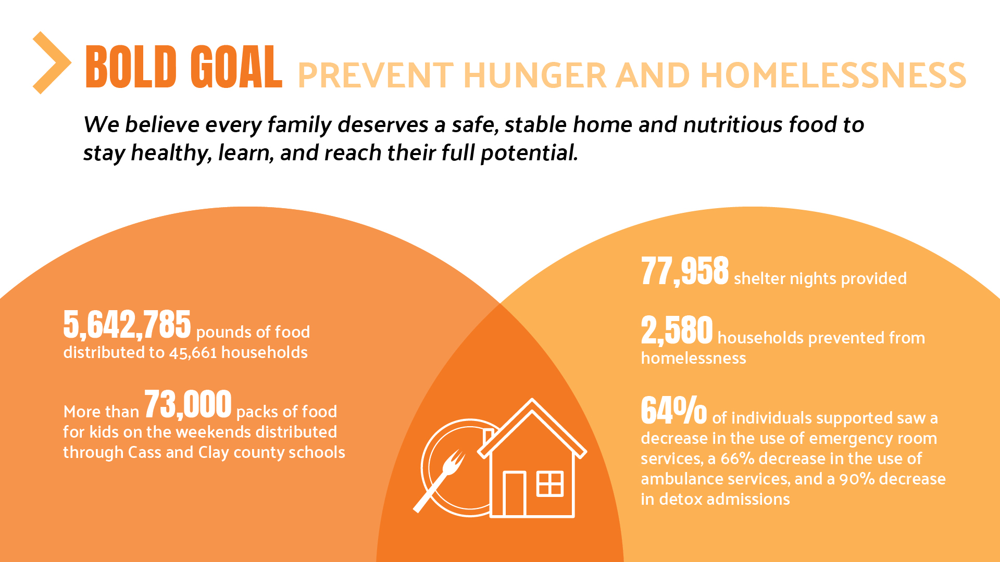 BOLD GOAL PREVENT HUNGER AND HOMELESSNESS
We believe every family deserves a safe, stable home and nutritious food to
stay healthy, learn, and reach their full potential.
5,642,785 pounds of food
distributed to 45,661 households
More than 73,000 packs of food
for kids on the weekends distributed
through Cass and Clay county schools
77,958 shelter nights provided
2,580 households prevented from
homelessness
64% of individuals supported saw a
decrease in the use of emergency room
services, a 66% decrease in the use of
ambulance services, and a 90% decrease
in detox admissions